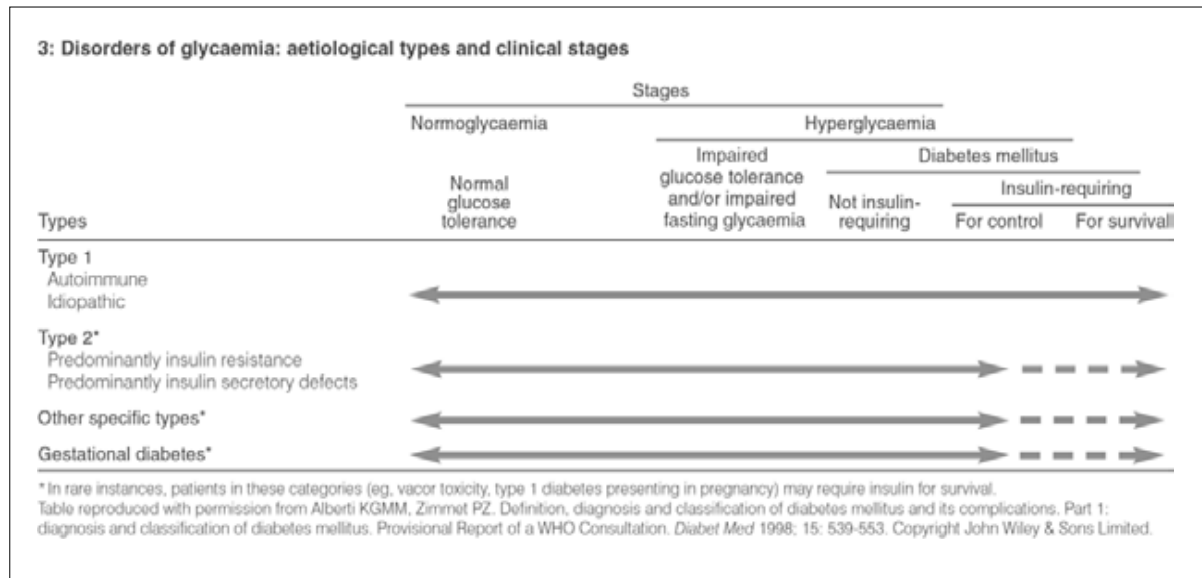 3: Disorders of glycaemia: aetiological types and clinical stages
Stages
Normoglycaemia Hyperglycaemia
Impaired
glucose tolerance
and/or impaired
fasting glycaemia
Diabetes mellitus
Normal
glucose
tolerance
Not insulin-
requiring
Insulin-requiring
Types
For control For survivall
Type 1
Autoimmune
Idiopathic
Type 2*
Predominantly insulin resistance
Predominantly insulin secretory defects
Other specific types*
Gestational diabetes*
*In rare instances, patients in these categories (eg, vacor toxicity, type 1 diabetes presenting in pregnancy) may require insulin for survival.
Table reproduced with permission from Alberti KGMM, Zimmet PZ. Definition, diagnosis and classification of diabetes mellitus and its complications. Part 1:
diagnosis and classification of diabetes mellitus. Provisional Report of a WHO Consultation. Diabet Med 1998; 15: 539-553. Copyright John Wiley & Sons Limited.